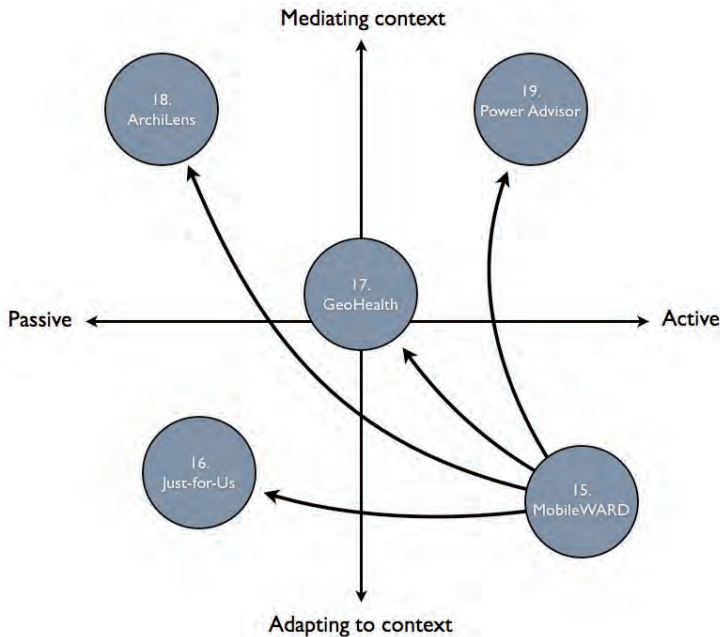 Mediating context
18.
ArchiLens
19.
Power Advisor
17.
GeoHealth
Passive
Active
16.
Just-for-Us
15.
MobileWARD
Adapting to context